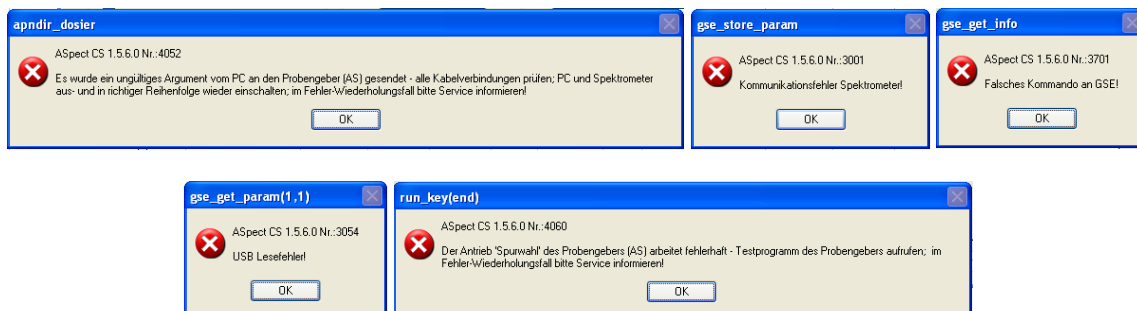 apndir_dosier
ASpect CS 1.5.6.0 Nr.:4052
Es wurde ein ungültiges Argument vom PC an den Probengeber (AS) gesendet - alle Kabelverbindungen prüfen; PC und Spektrometer
aus- und in richtiger Reihenfolge wieder einschalten; im Fehler-Wiederholungsfall bitte Service informieren!
OK
gse_store_param
ASpect CS 1.5.6.0 Nr.:3001
Kommunikationsfehler Spektrometer!
OK
gse_get_info
ASpect CS 1.5.6.0 Nr.:3701
Falsches Kommando an GSE!
OK
gse_get_param(1,1)
ASpect CS 1.5.6.0 Nr.:3054
USB Lesefehler!
OK
run_key(end)
ASpect CS 1.5.6.0 Nr.:4060
Der Antrieb 'Spurwahl' des Probengebers (AS) arbeitet fehlerhaft - Testprogramm des Probengebers aufrufen; im
Fehler-Wiederholungsfall bitte Service informieren!
OK